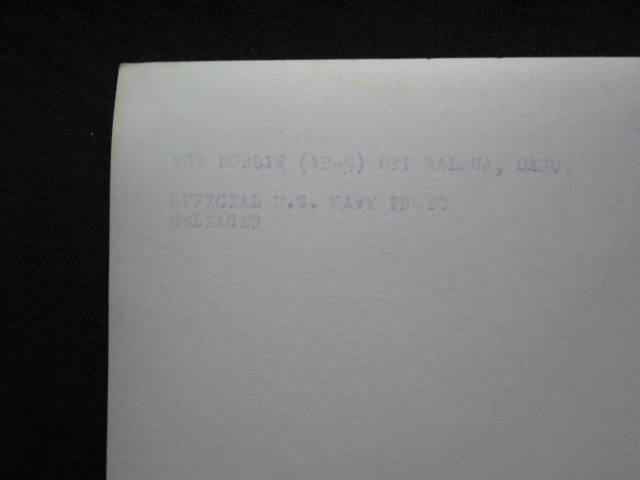 USS DOBBIN (AD-3) OFF HALAWA, OAHU.
OFFICIAL U.S. NAVY PHOTO
RELEASED